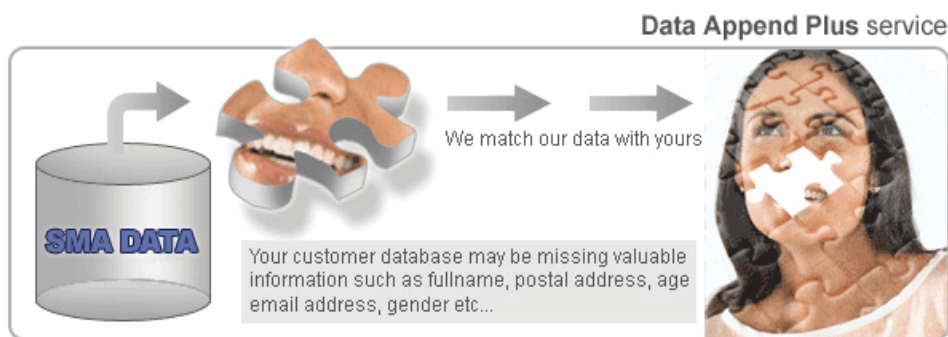 Data Append Plus service
We match our data with yours
SMA DATA
Your customer database may be missing valuable
information such as fullname, postal address, age
email address, gender etc...